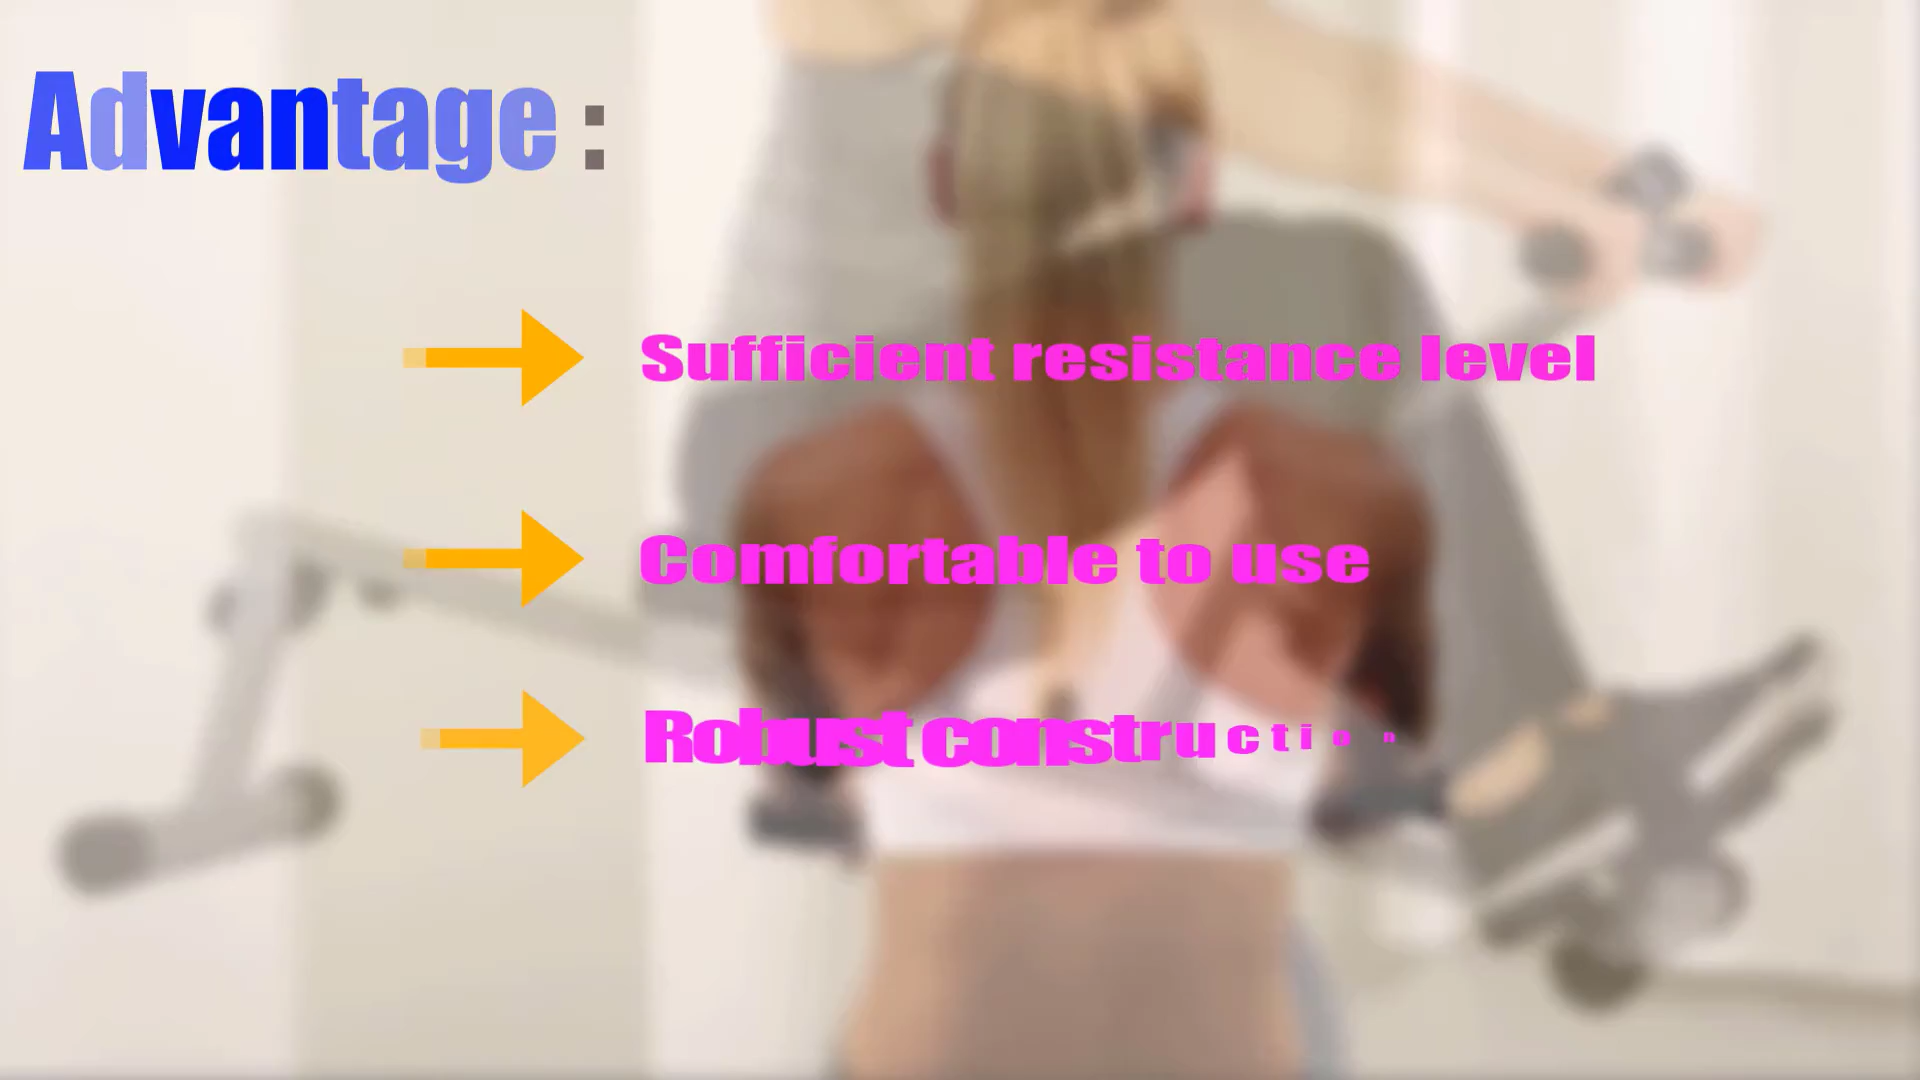 Advantage :
Sufficient resistance level
Comfortable to use
Robust construction